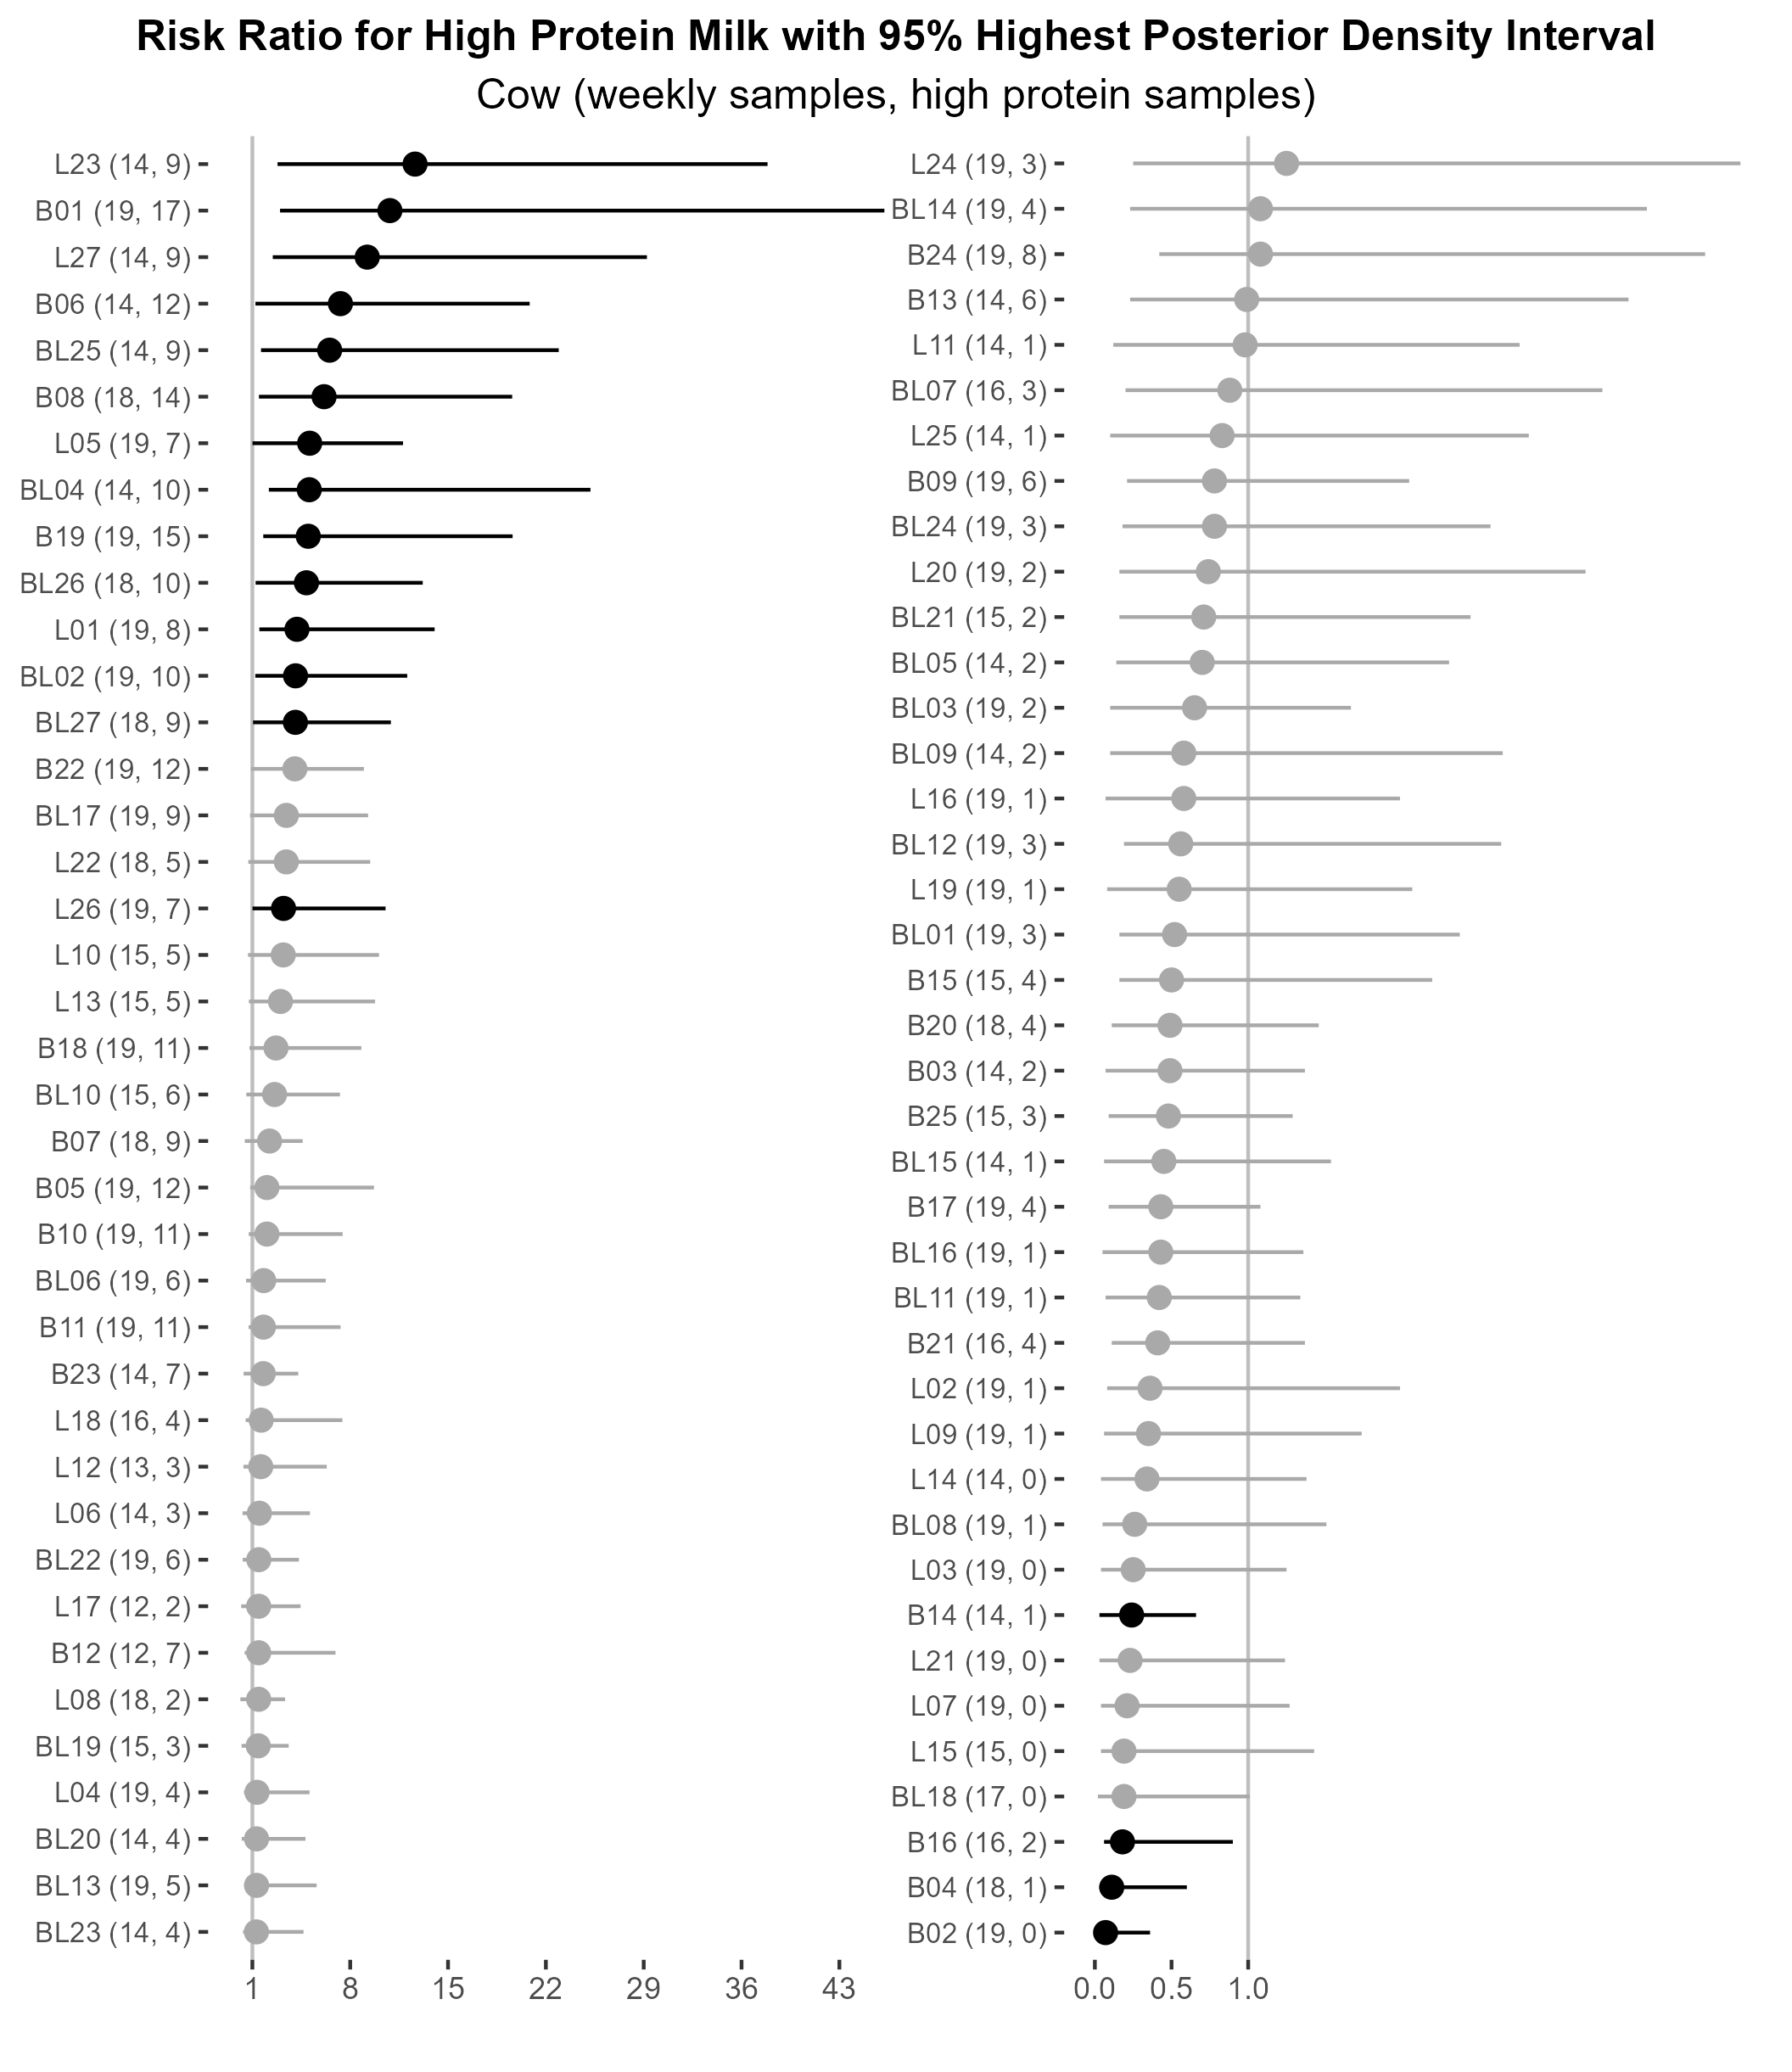 Risk Ratio for High Protein Milk with 95% Highest Posterior Density Interval
Cow (weekly samples, high protein samples)
L23 (14, 9)
B01 (19, 17)
L27 (14, 9)
B06 (14, 12)
BL25 (14, 9)
B08 (18, 14)
L05 (19, 7)
BL04 (14, 10)
B19 (19, 15)
BL26 (18, 10)
L01 (19, 8)
BL02 (19, 10)
BL27 (18, 9)
B22 (19, 12)
BL17 (19, 9)
L22 (18, 5)
L26 (19, 7)
L10 (15, 5)
L13 (15, 5)
B18 (19, 11)
BL10 (15, 6)
B07 (18, 9)
B05 (19, 12)
B10 (19, 11)
BL06 (19, 6)
B11 (19, 11)
B23 (14, 7)
L18 (16, 4)
L12 (13, 3)
L06 (14, 3)
BL22 (19, 6)
L17 (12, 2)
B12 (12, 7)
L08 (18, 2)
BL19 (15, 3)
L04 (19, 4)
BL20 (14, 4)
BL13 (19, 5)
BL23 (14, 4)
1 8 15 22 29 36 43
L24 (19, 3)
BL14 (19, 4)
B24 (19, 8)
B13 (14, 6)
L11 (14, 1)
BL07 (16, 3)
L25 (14, 1)
B09 (19, 6)
BL24 (19, 3)
L20 (19, 2)
BL21 (15, 2)
BL05 (14, 2)
BL03 (19, 2)
BL09 (14, 2)
L16 (19, 1)
BL12 (19, 3)
L19 (19, 1)
BL01 (19, 3)
B15 (15, 4)
B20 (18, 4)
B03 (14, 2)
B25 (15, 3)
BL15 (14, 1)
B17 (19, 4)
BL16 (19, 1)
BL11 (19, 1)
B21 (16, 4)
L02 (19, 1)
L09 (19, 1)
L14 (14, 0)
BL08 (19, 1)
L03 (19, 0)
B14 (14, 1)
L21 (19, 0)
L07 (19, 0)
L15 (15, 0)
BL18 (17, 0)
B16 (16, 2)
B04 (18, 1)
B02 (19, 0)
0.0 0.5 1.0